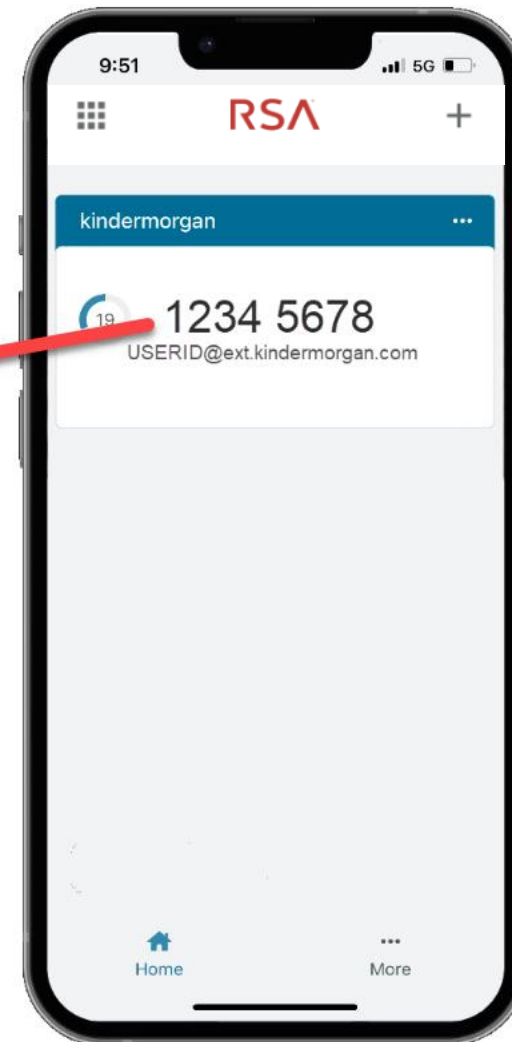 9:51 5G
RSA +
kindermorgan ...
19 1234 5678
USERID@ext.kindermorgan.com
Home More